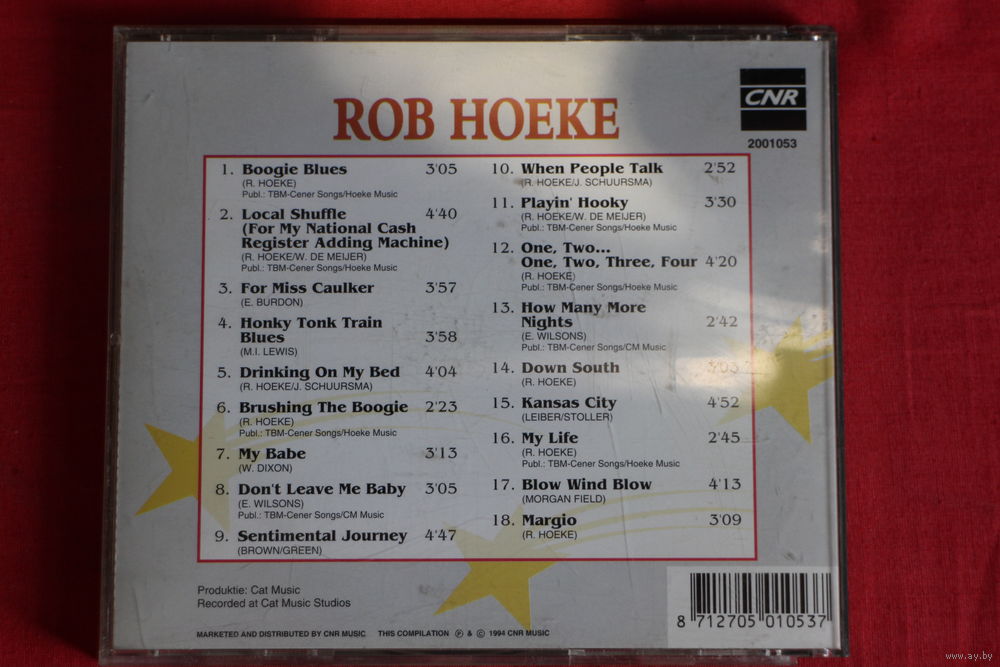 CNR
2001053
ROB HOEKE
1. Boogie Blues 3'05
(R. HOEKE)
Publ.: TBM-Cener Songs/Hoeke Music
2. Local Shuffle 4'40
(For My National Cash
Register Adding Machine)
(R. HOEKE/W. DE MEIJER)
Publ.: TBM-Cener Songs/Hoeke Music
3. For Miss Caulker 3'57
(E. BURDON)
4. Honky Tonk Train
Blues 3'58
(M.I. LEWIS)
5. Drinking On My Bed 4'04
(R. HOEKE/J. SCHUURSMA)
6. Brushing The Boogie 2'23
(R. HOEKE)
Publ.: TBM-Cener Songs/Hoeke Music
7. My Babe 3'13
(W. DIXON)
8. Don't Leave Me Baby 3'05
(E. WILSONS)
Publ.: TBM-Cener Songs/CM Music
9. Sentimental Journey 4'47
(BROWN/GREEN)
10. When People Talk 2'52
(R. HOEKE/J. SCHUURSMA)
11. Playin' Hooky 3'30
(R. HOEKE/W. DE MEIJER)
Publ.: TBM-Cener Songs/Hoeke Music
12. One, Two...
One, Two, Three, Four 4'20
(R. HOEKE)
Publ.: TBM-Cener Songs/Hoeke Music
13. How Many More
Nights 2'42
(E. WILSONS)
Publ.: TBM-Cener Songs/CM Music
14. Down South
(R. HOEKE)
15. Kansas City 4'52
(LEIBER/STOLLER)
16. My Life 2'45
(R. HOEKE)
Publ.: TBM-Cener Songs/Hoeke Music
17. Blow Wind Blow 4'13
(MORGAN FIELD)
18. Margio 3'09
(R. HOEKE)
Produktie: Cat Music
Recorded at Cat Music Studios
MARKETED AND DISTRIBUTED BY CNR MUSIC THIS COMPILATION ℗ & © 1994 CNR MUSIC
8 712705 010537
www.ay.by